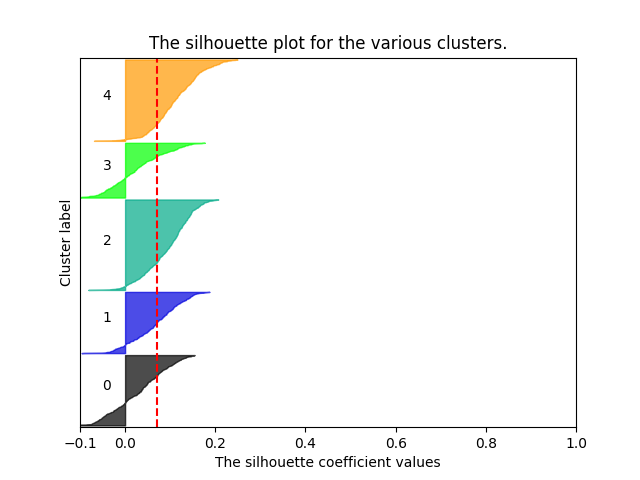 The silhouette plot for the various clusters.
4
3
2
1
0
Cluster label
−0.1 0.0 0.2 0.4 0.6 0.8 1.0
The silhouette coefficient values